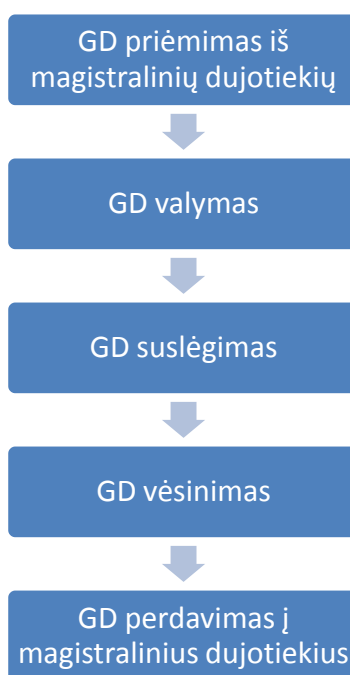 GD priėmimas iš
magistralinių dujotiekių
GD valymas
GD suslėgimas
GD vėsinimas
GD perdavimas į
magistralinius dujotiekius